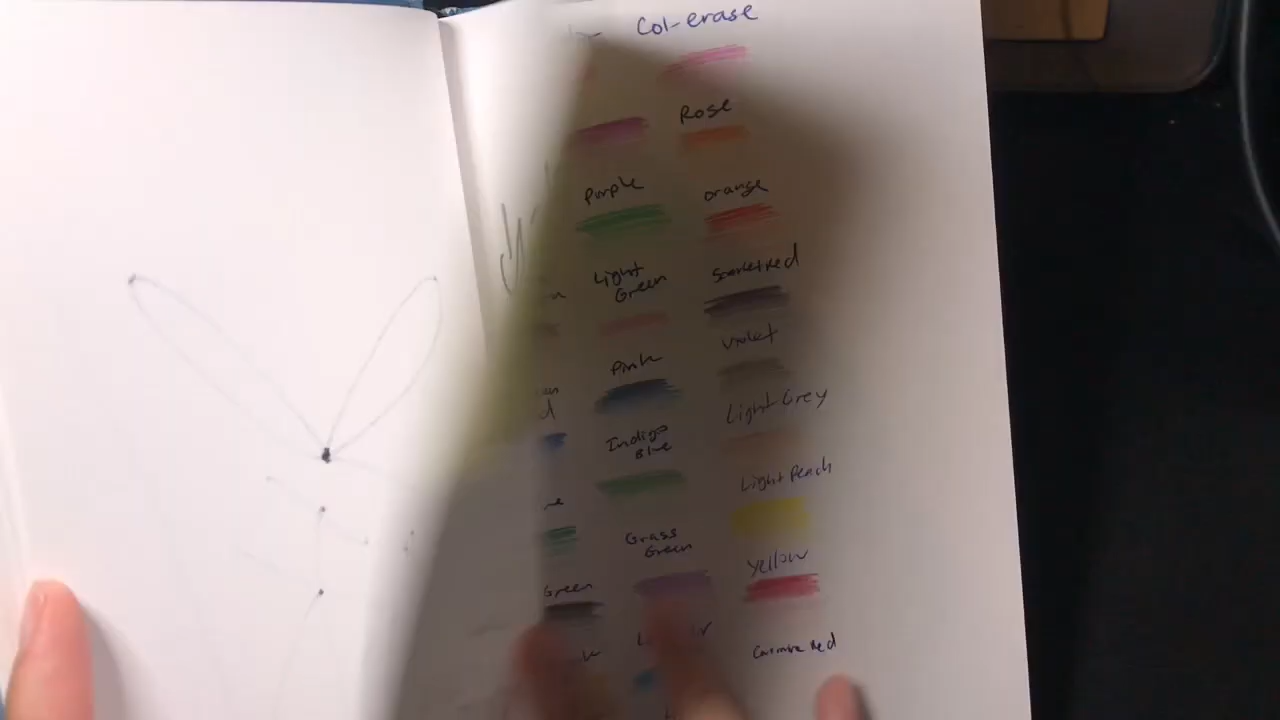 Col-erase
Rose
Purple
Orange
Light
Green
Scarlet Red
Violet
Pink
Light Grey
Indigo
Blue
Light Peach
Grass
Green
Yellow
Green
Carmine Red